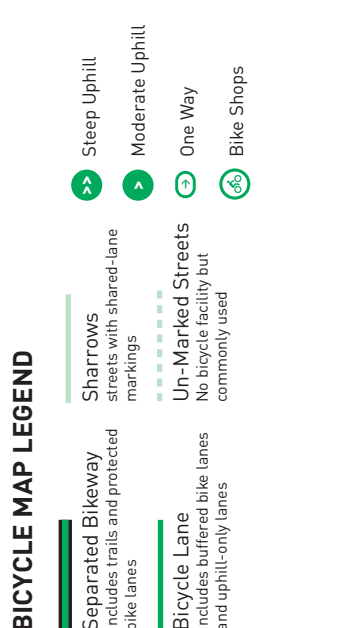 BICYCLE MAP LEGEND
Separated Bikeway
includes trails and protected
bike lanes
Bicycle Lane
includes buffered bike lanes
and uphill-only lanes
Sharrows
streets with shared-lane
markings
Un-Marked Streets
No bicycle facility but
commonly used
Steep Uphill
Moderate Uphill
One Way
Bike Shops